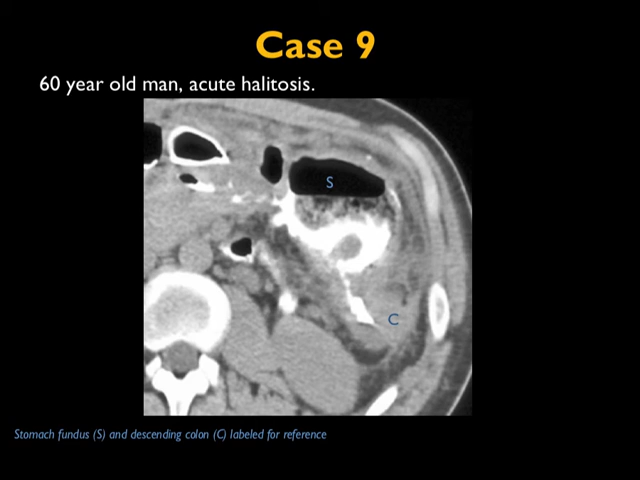 Case 9
60 year old man, acute halitosis.
S
C
Stomach fundus (S) and descending colon (C) labeled for reference